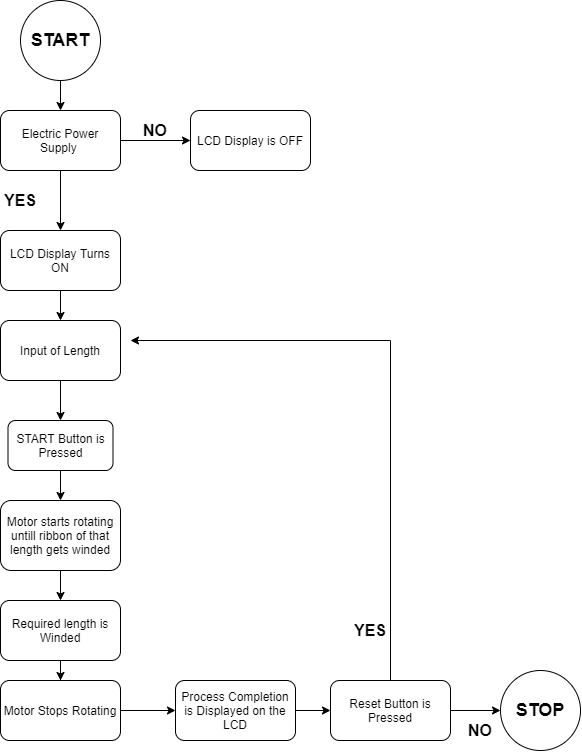 START
Electric Power
Supply
NO
LCD Display is OFF
YES
LCD Display Turns
ON
Input of Length
START Button is
Pressed
Motor starts rotating
untill ribbon of that
length gets winded
Required length is
Winded
YES
Motor Stops Rotating
Process Completion
is Displayed on the
LCD
Reset Button is
Pressed
NO
STOP